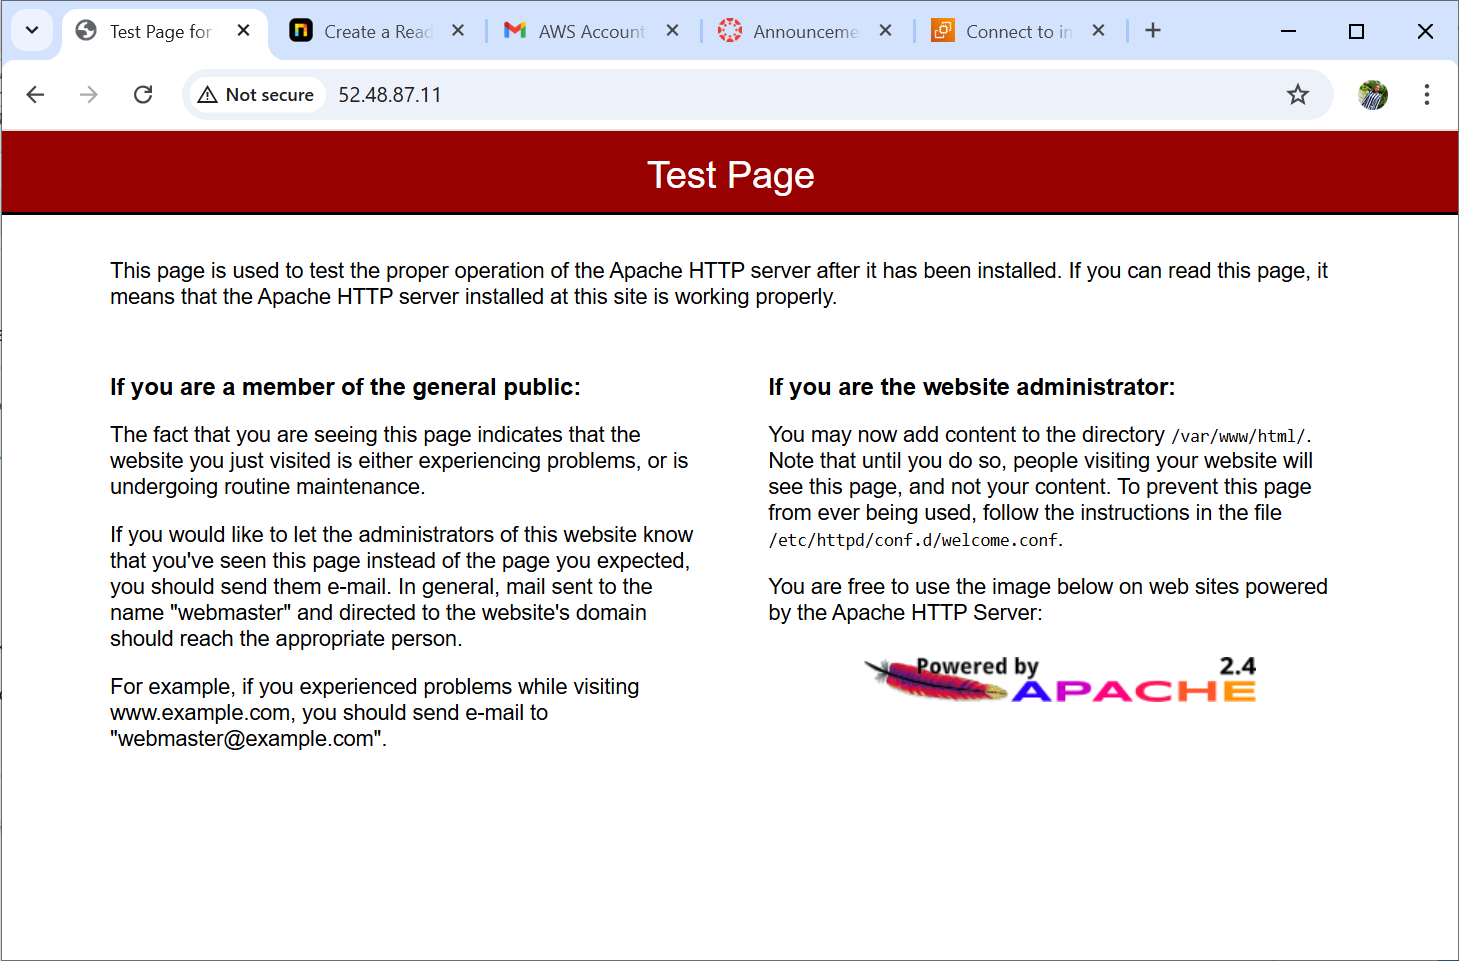 Test Page for
Create a Read
AWS Account
Announceme
Connect to in
Not secure
52.48.87.11
Test Page
This page is used to test the proper operation of the Apache HTTP server after it has been installed. If you can read this page, it
means that the Apache HTTP server installed at this site is working properly.
If you are a member of the general public:
The fact that you are seeing this page indicates that the
website you just visited is either experiencing problems, or is
undergoing routine maintenance.
If you would like to let the administrators of this website know
that you've seen this page instead of the page you expected,
you should send them e-mail. In general, mail sent to the
name "webmaster" and directed to the website's domain
should reach the appropriate person.
For example, if you experienced problems while visiting
www.example.com, you should send e-mail to
"webmaster@example.com".
If you are the website administrator:
You may now add content to the directory /var/www/html/.
Note that until you do so, people visiting your website will
see this page, and not your content. To prevent this page
from ever being used, follow the instructions in the file
/etc/httpd/conf.d/welcome.conf.
You are free to use the image below on web sites powered
by the Apache HTTP Server:
Powered by 2.4
APACHE